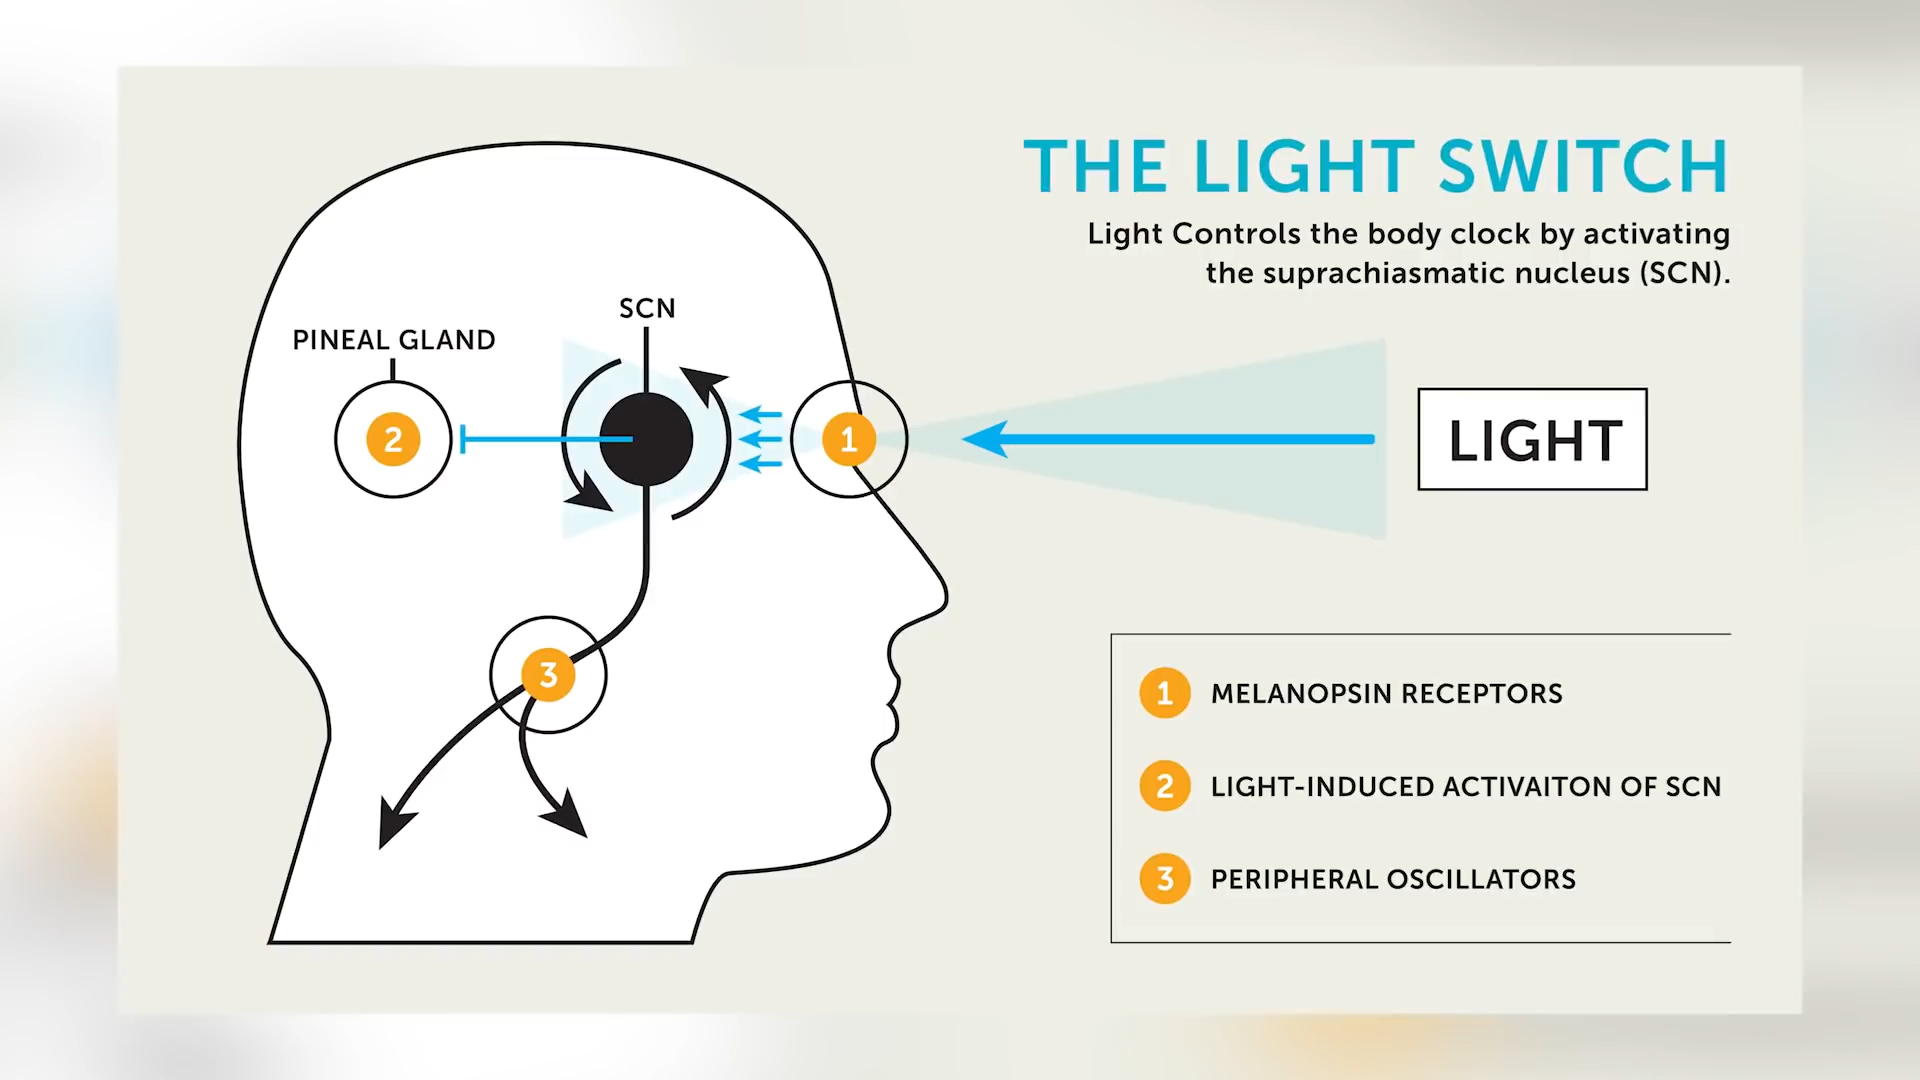 THE LIGHT SWITCH
Light Controls the body clock by activating
the suprachiasmatic nucleus (SCN).
SCN
PINEAL GLAND
2
1
LIGHT
3
1 MELANOPSIN RECEPTORS
2 LIGHT-INDUCED ACTIVAITON OF SCN
3 PERIPHERAL OSCILLATORS